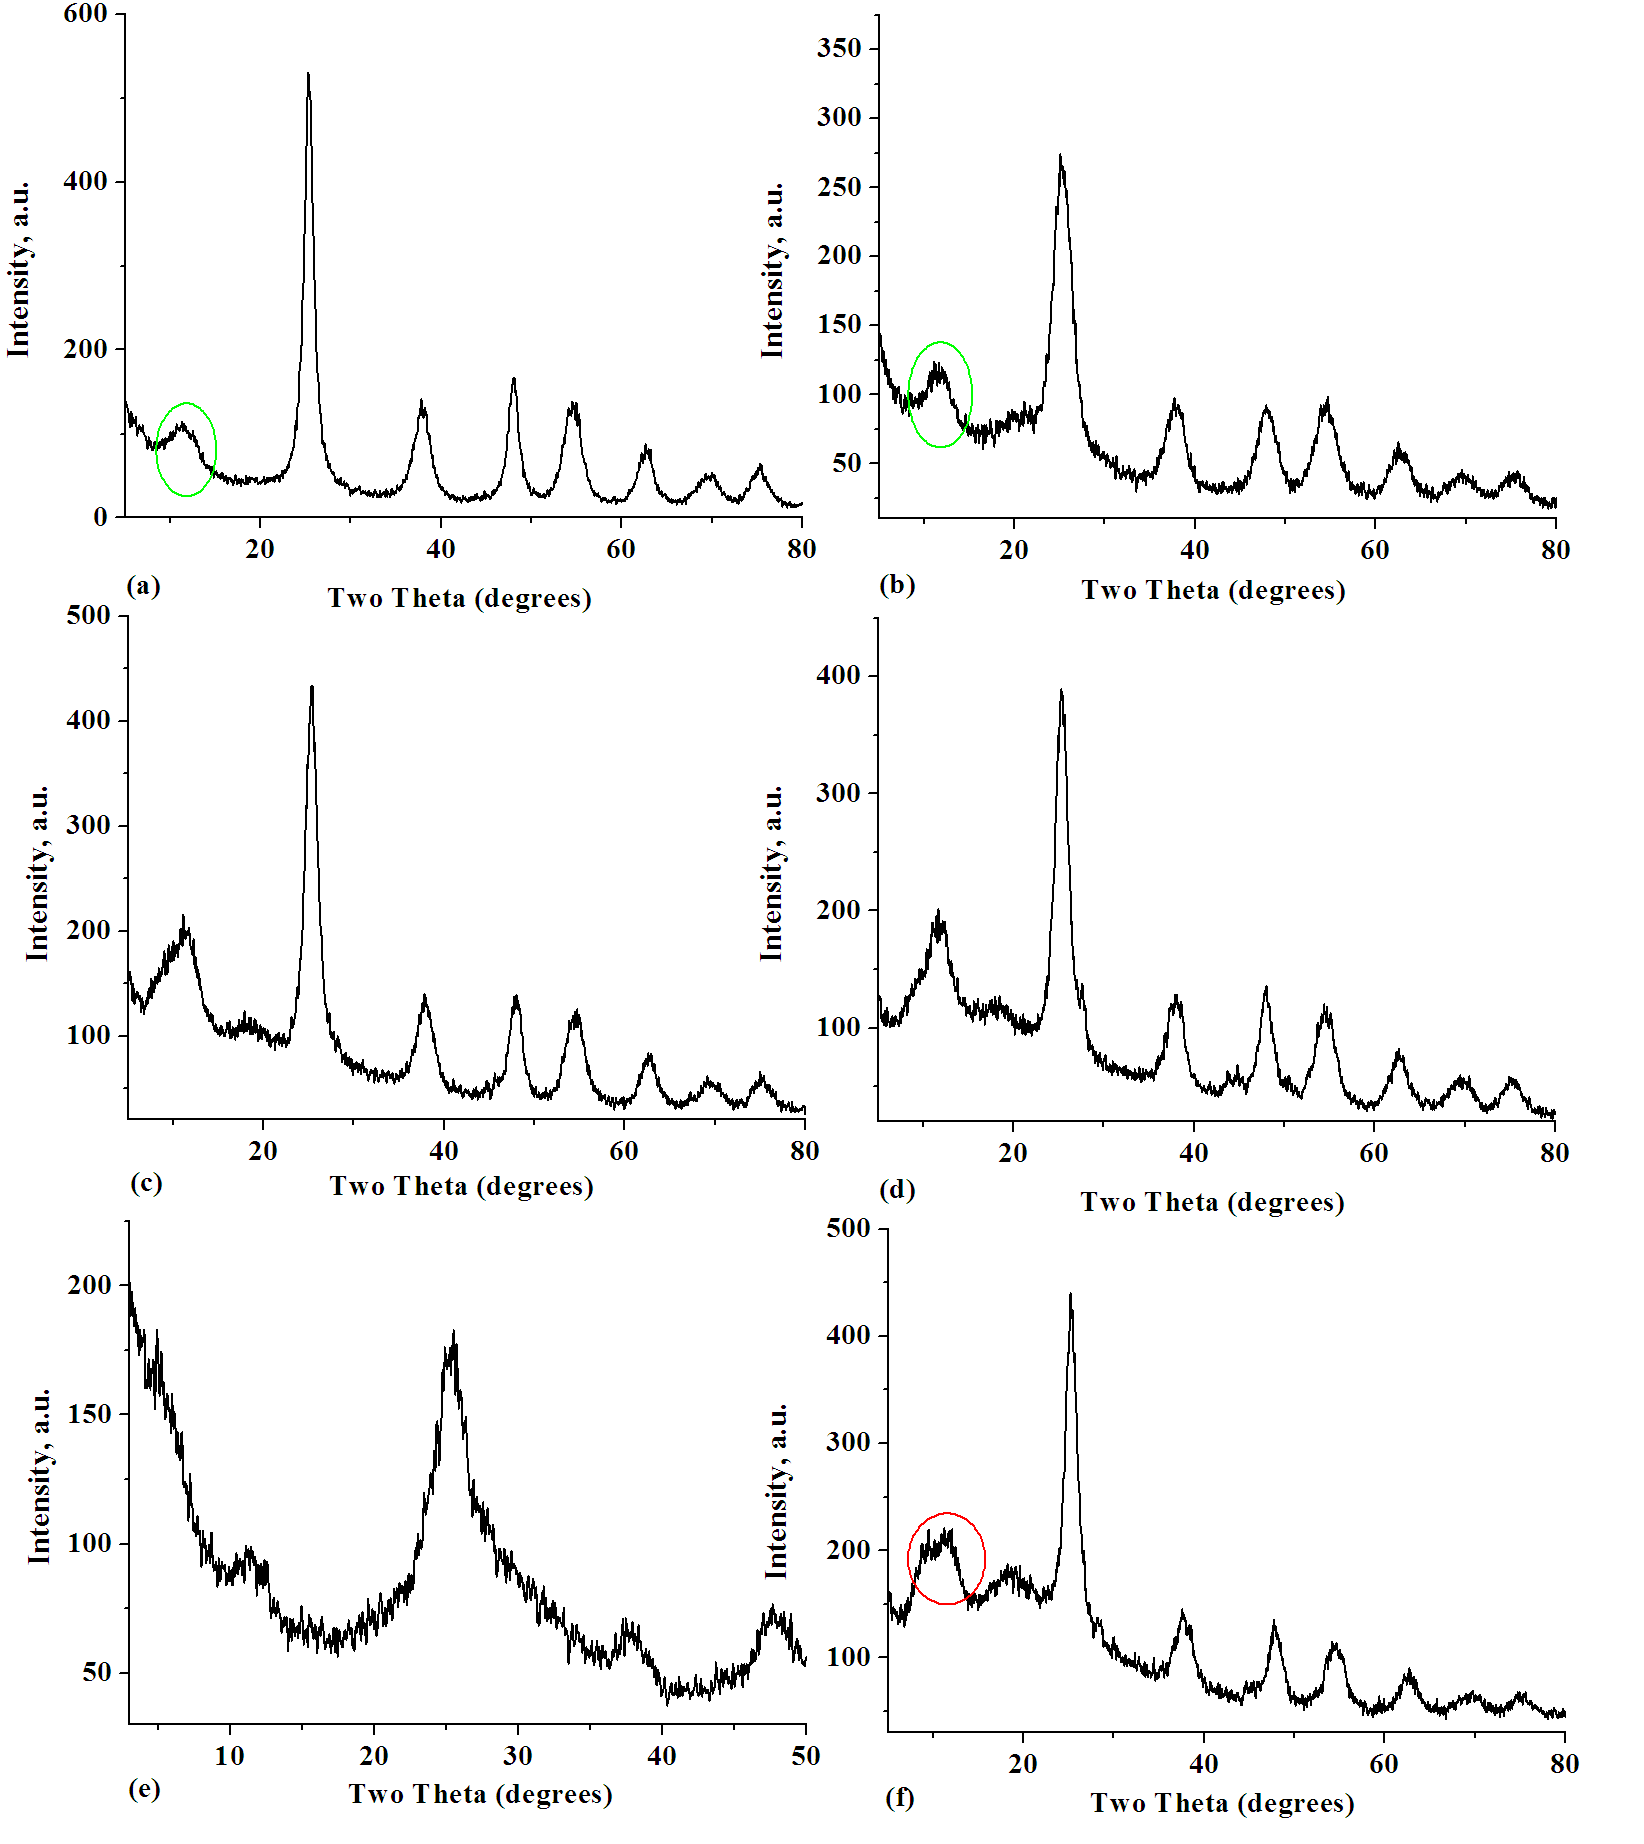 600
400
200
0
Intensity, a.u.
20 40 60 80
(a)
Two Theta (degrees)
350
300
250
200
150
100
50
Intensity, a.u.
20 40 60 80
(b)
Two Theta (degrees)
500
400
300
200
100
Intensity, a.u.
20 40 60 80
(c)
Two Theta (degrees)
400
300
200
100
Intensity, a.u.
20 40 60 80
(d)
Two Theta (degrees)
200
150
100
50
Intensity, a.u.
10 20 30 40 50
(e)
Two Theta (degrees)
500
400
300
200
100
Intensity, a.u.
20 40 60 80
(f)
Two Theta (degrees)